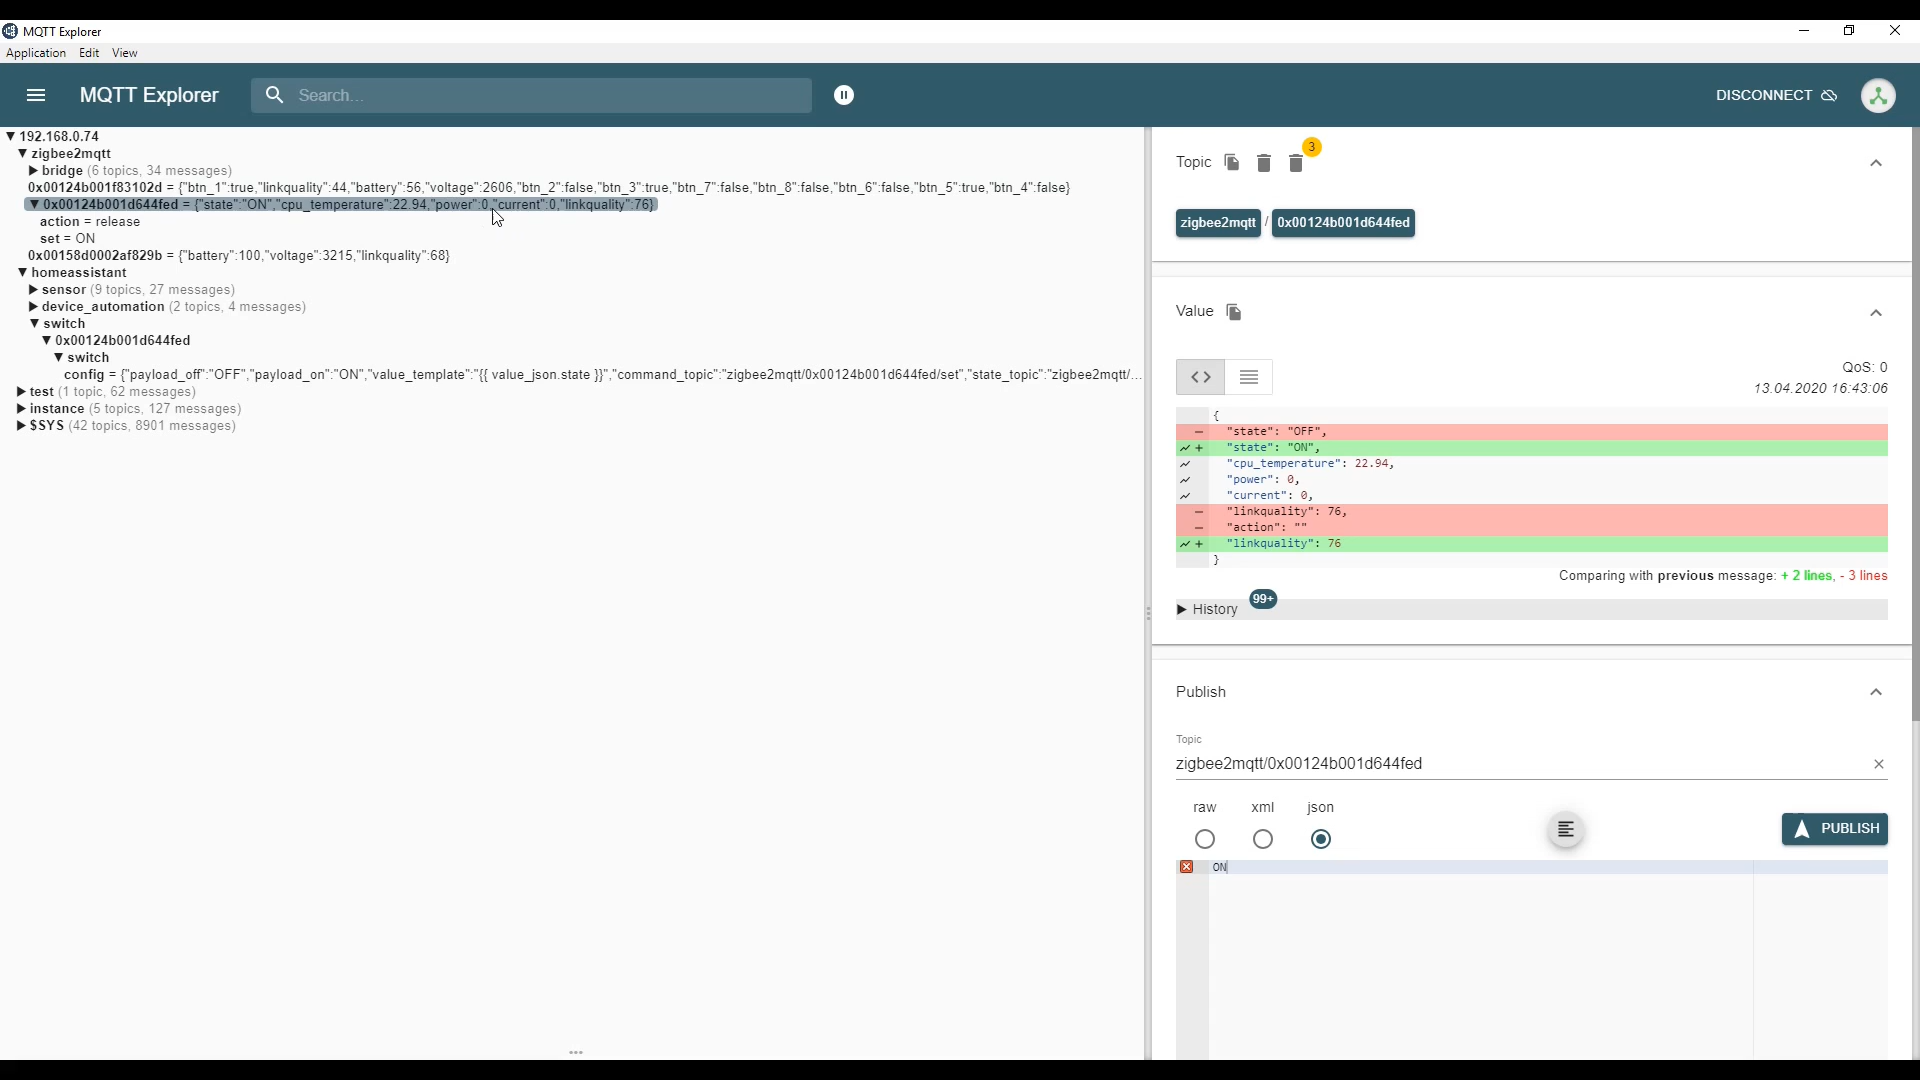 MQTT Explorer
Application Edit View
MQTT Explorer
Search...
DISCONNECT
▼ 192.168.0.74
▼ zigbee2mqtt
▶ bridge (6 topics, 34 messages)
0x00124b001f83102d = {"btn_1":true,"linkquality":44,"battery":56,"voltage":2606,"btn_2":false,"btn_3":true,"btn_7":false,"btn_8":false,"btn_6":false,"btn_5":true,"btn_4":false}
▼ 0x00124b001d644fed = {"state":"ON","cpu_temperature":22.94,"power":0,"current":0,"linkquality":76}
action = release
set = ON
0x00158d0002af829b = {"battery":100,"voltage":3215,"linkquality":68}
▼ homeassistant
▶ sensor (9 topics, 27 messages)
▶ device_automation (2 topics, 4 messages)
▼ switch
▼ 0x00124b001d644fed
▼ switch
config = {"payload_off":"OFF","payload_on":"ON","value_template":"{{ value_json.state }}","command_topic":"zigbee2mqtt/0x00124b001d644fed/set","state_topic":"zigbee2mqtt/...
▶ test (1 topic, 62 messages)
▶ instance (5 topics, 127 messages)
▶ $SYS (42 topics, 8901 messages)
Topic 3
zigbee2mqtt / 0x00124b001d644fed
Value
QoS: 0
13.04.2020 16:43:06
{
- "state": "OFF",
+ "state": "ON",
"cpu_temperature": 22.94,
"power": 0,
"current": 0,
- "linkquality": 76,
- "action": ""
+ "linkquality": 76
}
Comparing with previous message: + 2 lines, - 3 lines
▶ History 99+
Publish
Topic
zigbee2mqtt/0x00124b001d644fed
raw xml json
PUBLISH
ON